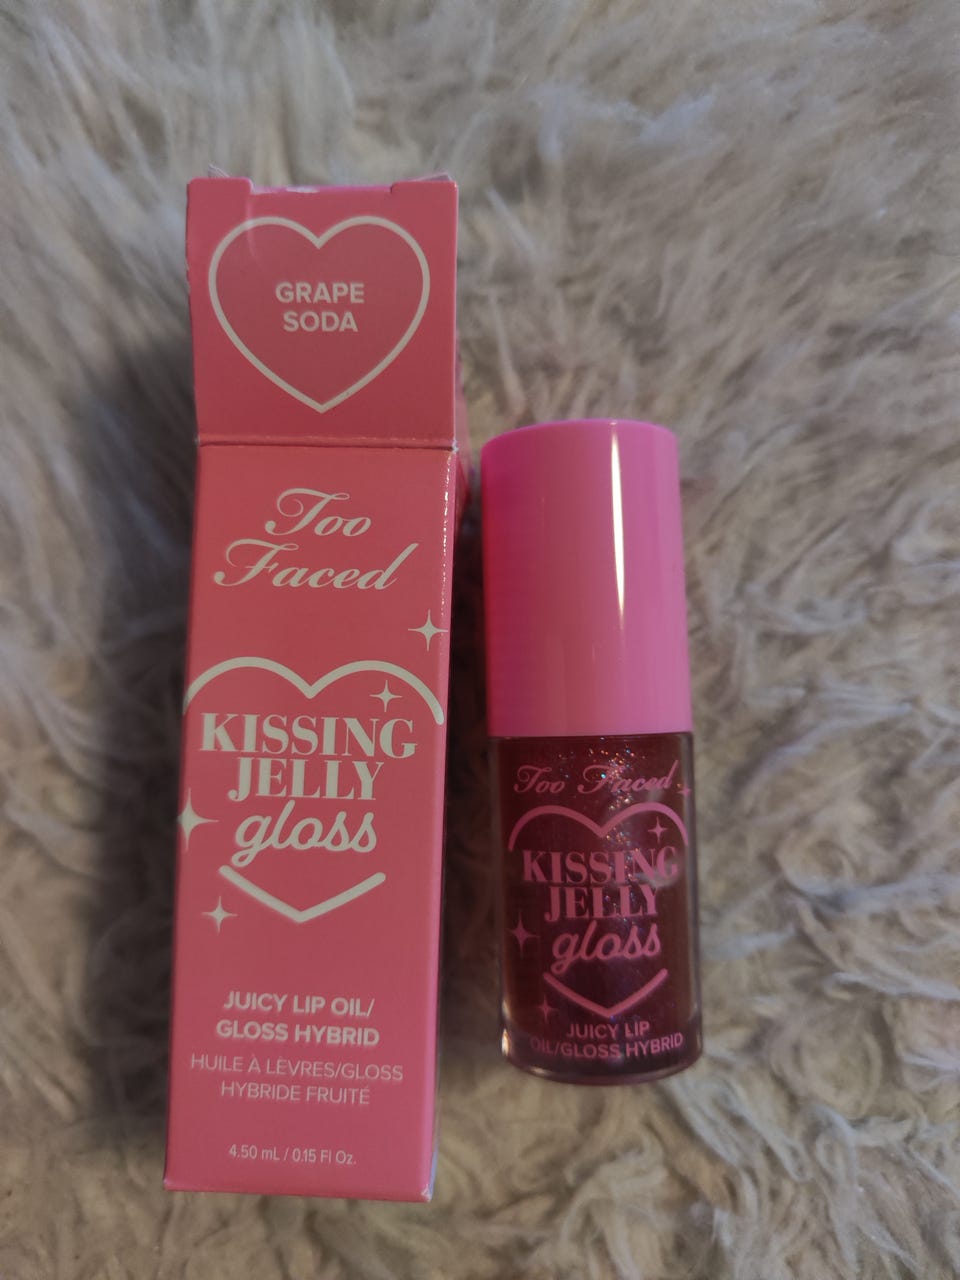 GRAPE
SODA
Too
Faced
KISSING
JELLY
gloss
JUICY LIP OIL/
GLOSS HYBRID
HUILE À LÈVRES/GLOSS
HYBRIDE FRUITÉ
4.50 mL / 0.15 Fl Oz.
Too Faced
KISSING
JELLY
gloss
JUICY LIP
OIL/GLOSS HYBRID